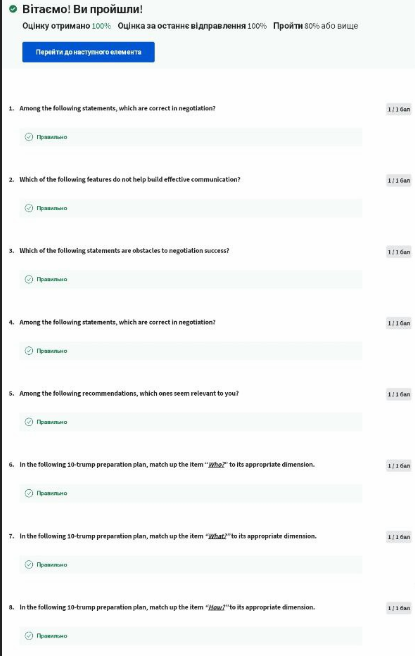 Вітаємо! Ви пройшли!
Оцінку отримано 100% Оцінка за останнє відправлення 100% Пройти 80% або вище
Перейти до наступного елемента
1. Among the following statements, which are correct in negotiation? 1 / 1 бал
Правильно
2. Which of the following features do not help build effective communication? 1 / 1 бал
Правильно
3. Which of the following statements are obstacles to negotiation success? 1 / 1 бал
Правильно
4. Among the following statements, which are correct in negotiation? 1 / 1 бал
Правильно
5. Among the following recommendations, which ones seem relevant to you? 1 / 1 бал
Правильно
6. In the following 10-trump preparation plan, match up the item "Who?" to its appropriate dimension. 1 / 1 бал
Правильно
7. In the following 10-trump preparation plan, match up the item "What?" to its appropriate dimension. 1 / 1 бал
Правильно
8. In the following 10-trump preparation plan, match up the item "How?" to its appropriate dimension. 1 / 1 бал
Правильно